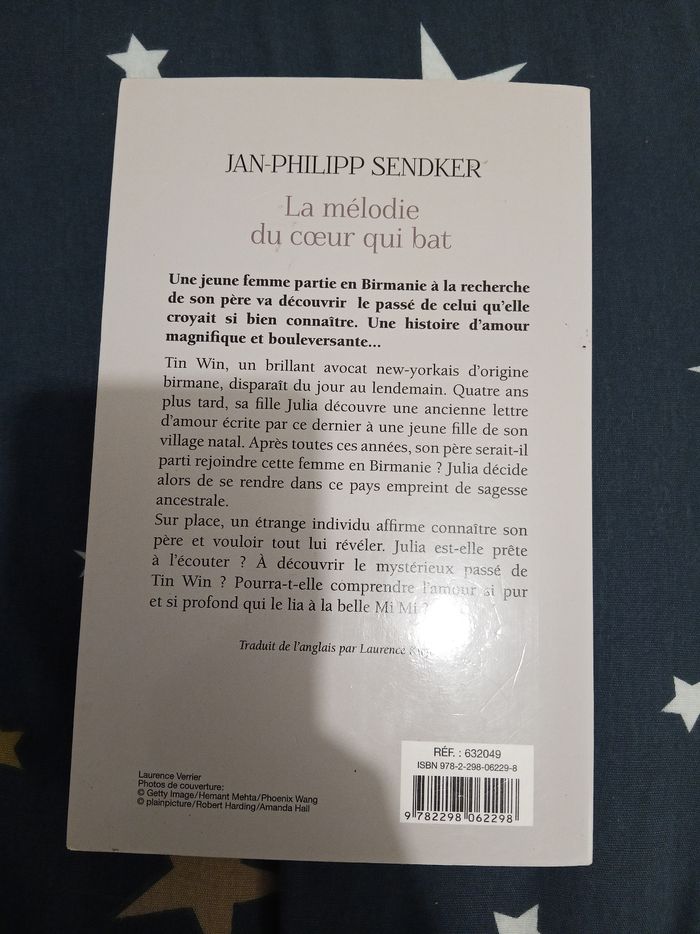 JAN-PHILIPP SENDKER
La mélodie
du cœur qui bat
Une jeune femme partie en Birmanie à la recherche
de son père va découvrir le passé de celui qu'elle
croyait si bien connaître. Une histoire d'amour
magnifique et bouleversante...
Tin Win, un brillant avocat new-yorkais d'origine
birmane, disparaît du jour au lendemain. Quatre ans
plus tard, sa fille Julia découvre une ancienne lettre
d'amour écrite par ce dernier à une jeune fille de son
village natal. Après toutes ces années, son père serait-il
parti rejoindre cette femme en Birmanie ? Julia décide
alors de se rendre dans ce pays empreint de sagesse
ancestrale.
Sur place, un étrange individu affirme connaître son
père et vouloir tout lui révéler. Julia est-elle prête
à l'écouter ? À découvrir le mystérieux passé de
Tin Win ? Pourra-t-elle comprendre l'amour si pur
et si profond qui le lia à la belle Mi Mi ?
Traduit de l'anglais par Laurence
RÉF. : 632049
ISBN 978-2-298-06229-8
9 782298 062298
Laurence Verrier
Photos de couverture:
© Getty Image/Hemant Mehta/Phoenix Wang
© plainpicture/Robert Harding/Amanda Hall